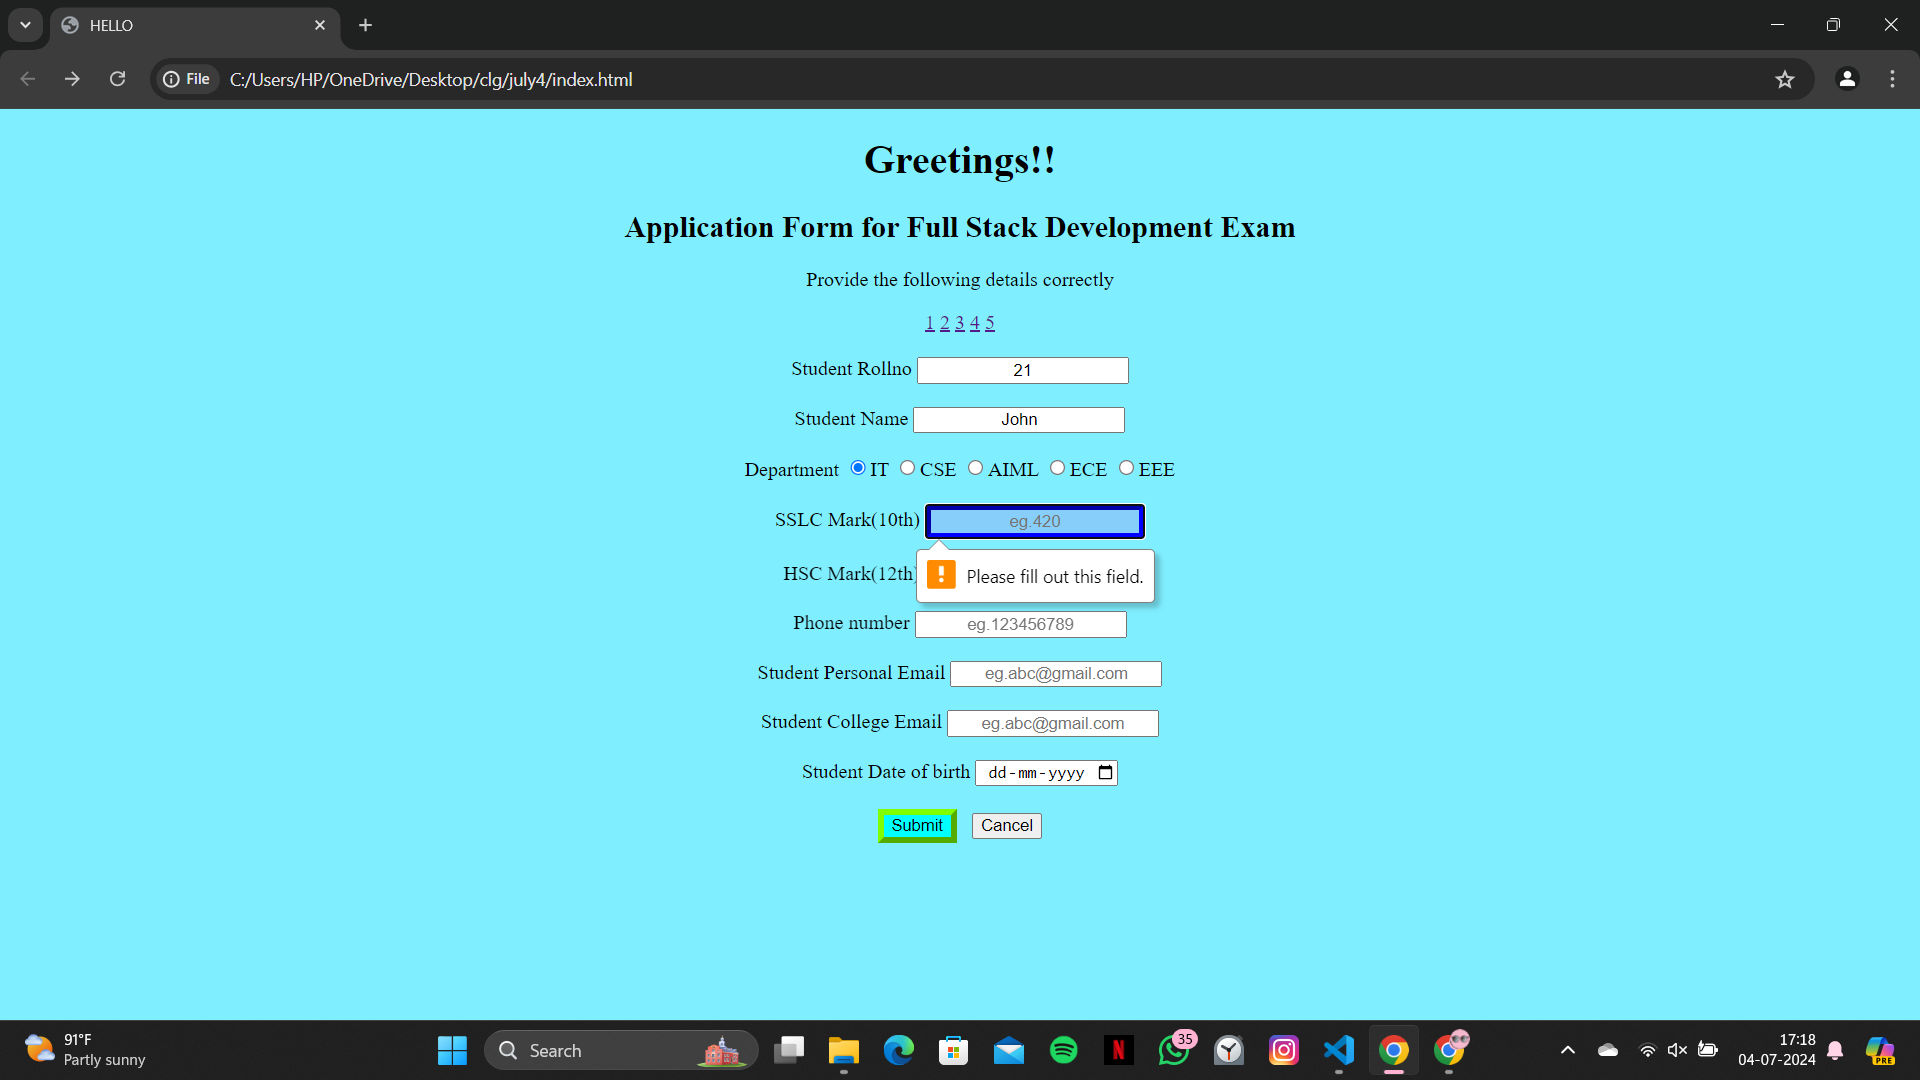 HELLO
File C:/Users/HP/OneDrive/Desktop/clg/july4/index.html
Greetings!!
Application Form for Full Stack Development Exam
Provide the following details correctly
1 2 3 4 5
Student Rollno 21
Student Name John
Department IT CSE AIML ECE EEE
SSLC Mark(10th) eg.420
Please fill out this field.
HSC Mark(12th)
Phone number eg.123456789
Student Personal Email eg.abc@gmail.com
Student College Email eg.abc@gmail.com
Student Date of birth dd-mm-yyyy
Submit Cancel
91°F
Partly sunny
Search
N
35
17:18
04-07-2024
PRE